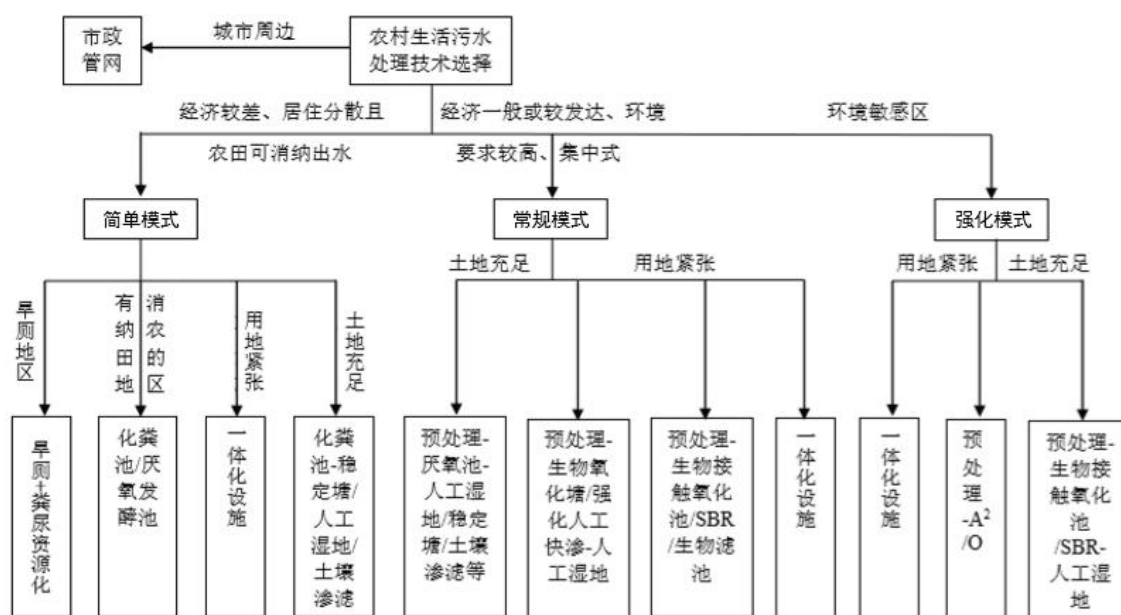 市政
管网
城市周边
农村生活污水
处理技术选择
经济较差、居住分散且
农田可消纳出水
经济一般或较发达、环境
要求较高、集中式
环境敏感区
简单模式
常规模式
强化模式
旱厕地区
有纳田地
消农的区
用地紧张
土地充足
土地充足
用地紧张
用地紧张
土地充足
旱厕+粪尿资源化
化粪
池/厌
氧发
酵池
一体化设施
化粪
池-稳
定塘/
人工
湿地/
土壤
渗滤
预处理-
厌氧池-
人工湿
地/稳定
塘/土壤
渗滤等
预处理-
生物氧
化塘/强
化人工
快渗-人
工湿地
预处理-
生物接
触氧化
池/SBR
/生物滤
池
一体化设施
一体化设施
预
处
理
-A²
/O
预处理-
生物接
触氧化
池
/SBR-
人工湿
地